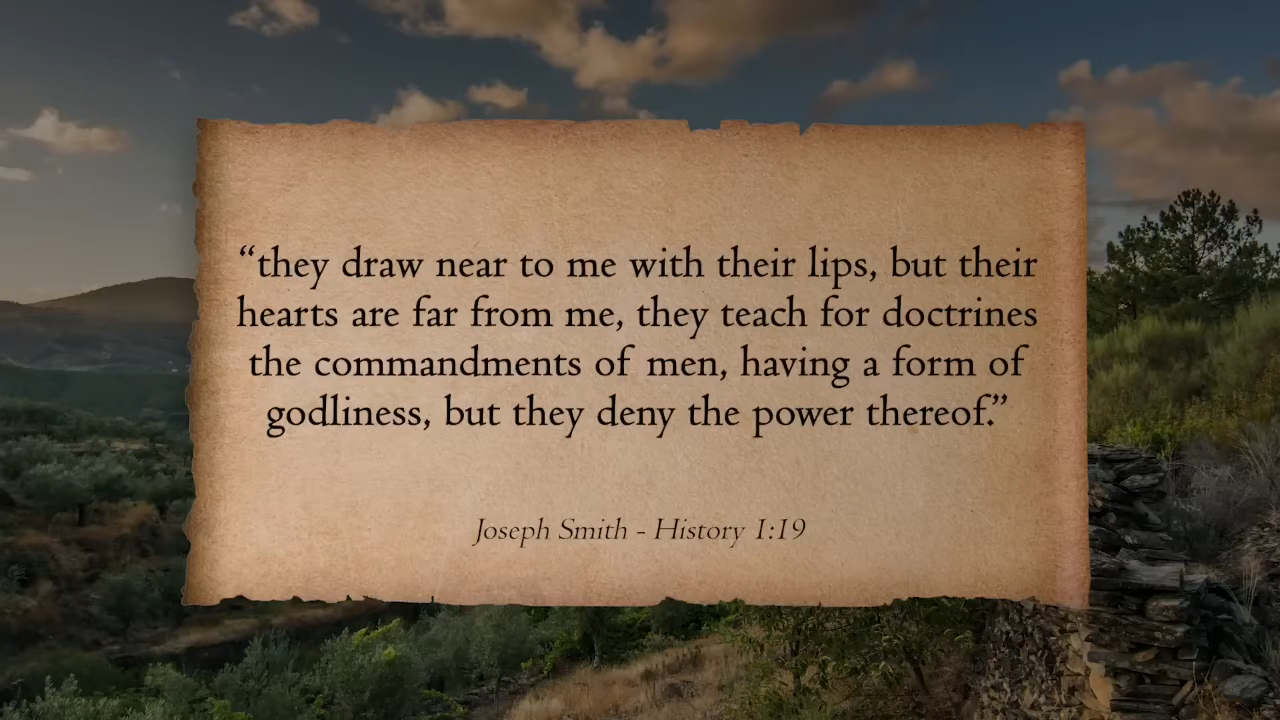 “they draw near to me with their lips, but their
hearts are far from me, they teach for doctrines
the commandments of men, having a form of
godliness, but they deny the power thereof.”
Joseph Smith - History 1:19